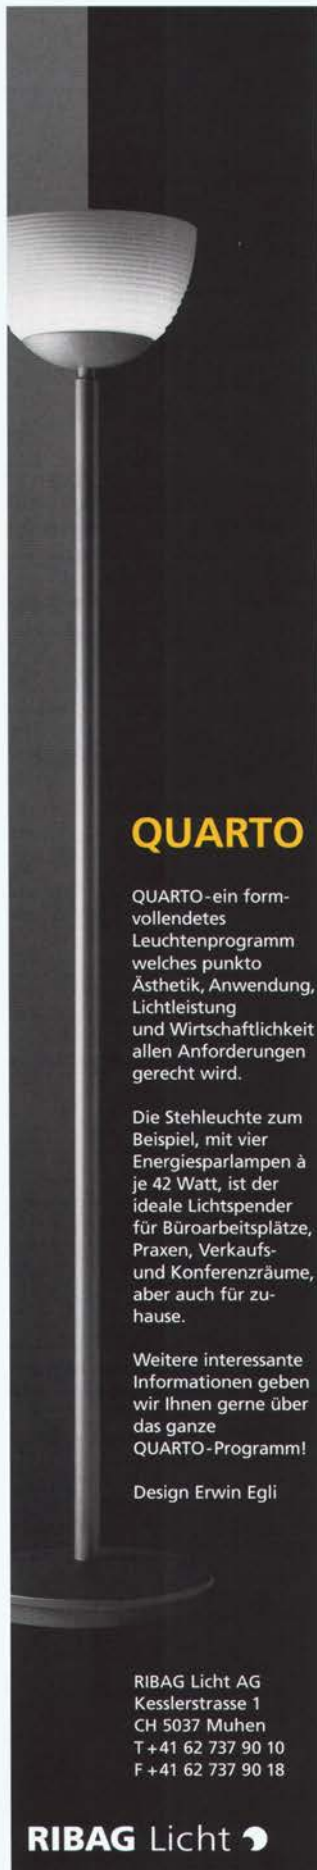 QUARTO
QUARTO-ein form-
vollendetes
Leuchtenprogramm
welches punkto
Ästhetik, Anwendung,
Lichtleistung
und Wirtschaftlichkeit
allen Anforderungen
gerecht wird.
Die Stehleuchte zum
Beispiel, mit vier
Energiesparlampen à
je 42 Watt, ist der
ideale Lichtspender
für Büroarbeitsplätze,
Praxen, Verkaufs-
und Konferenzräume,
aber auch für zu-
hause.
Weitere interessante
Informationen geben
wir Ihnen gerne über
das ganze
QUARTO-Programm!
Design Erwin Egli
RIBAG Licht AG
Kesslerstrasse 1
CH 5037 Muhen
T +41 62 737 90 10
F +41 62 737 90 18
RIBAG Licht